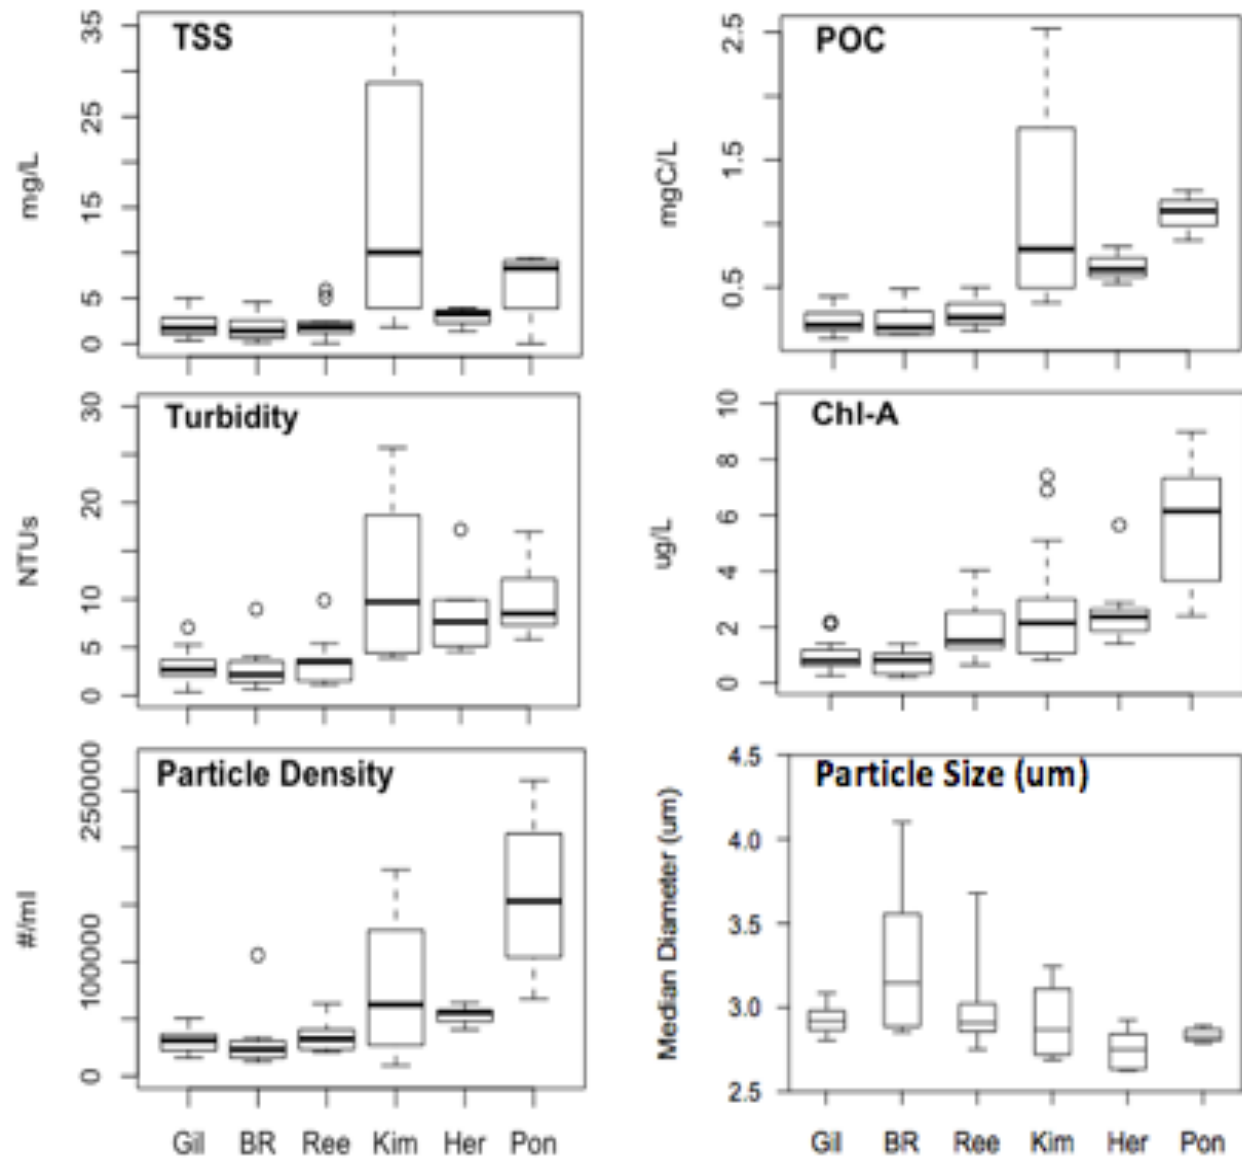 TSS
mg/L
35
25
15
5
0
POC
mgC/L
2.5
1.5
0.5
Turbidity
NTUs
30
20
10
5
0
Chl-A
ug/L
10
8
6
4
2
0
Particle Density
#/ml
2500000
1000000
0
Gil BR Ree Kim Her Pon
Particle Size (um)
Median Diameter (um)
4.5
4.0
3.5
3.0
2.5
Gil BR Ree Kim Her Pon